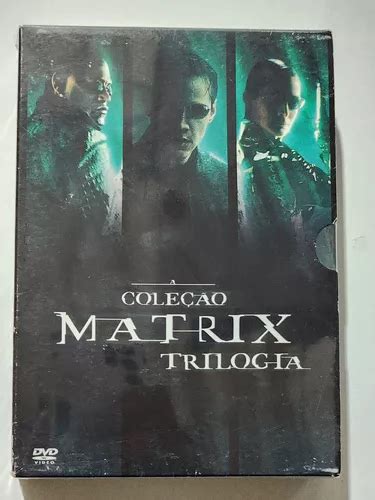 A
COLEÇÃO
MATRIX
TRILOGIA
DVD
VIDEO